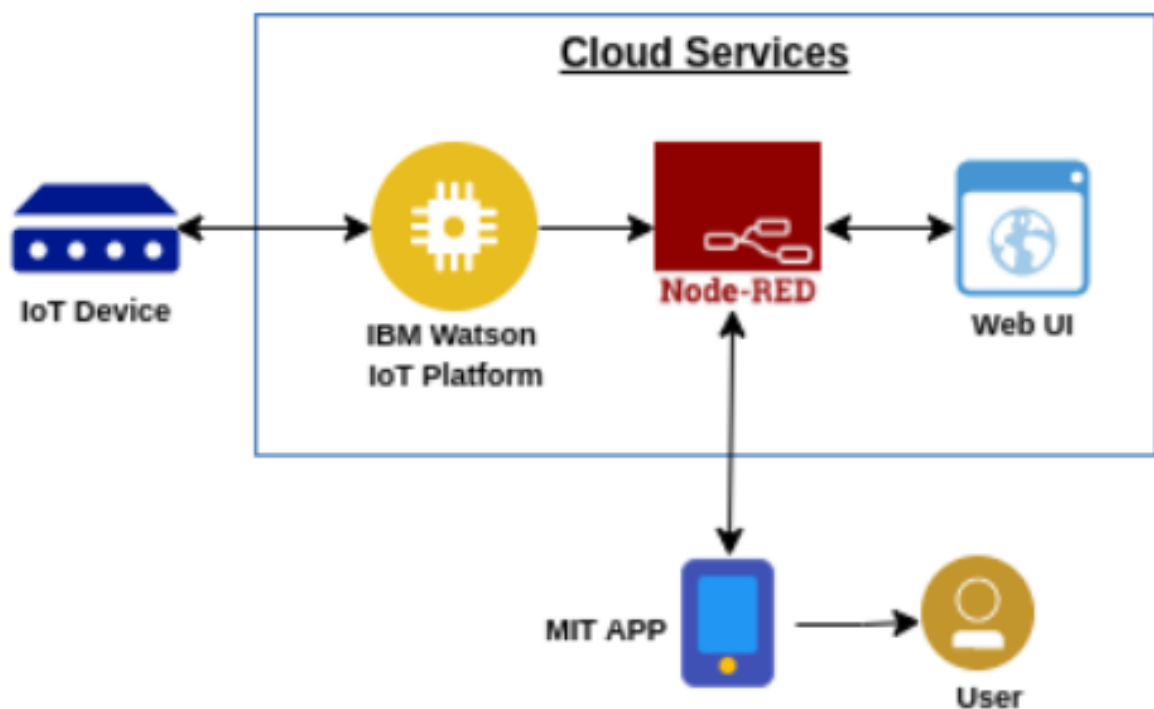 Cloud Services
IoT Device
IBM Watson
IoT Platform
Node-RED
Web UI
MIT APP
User